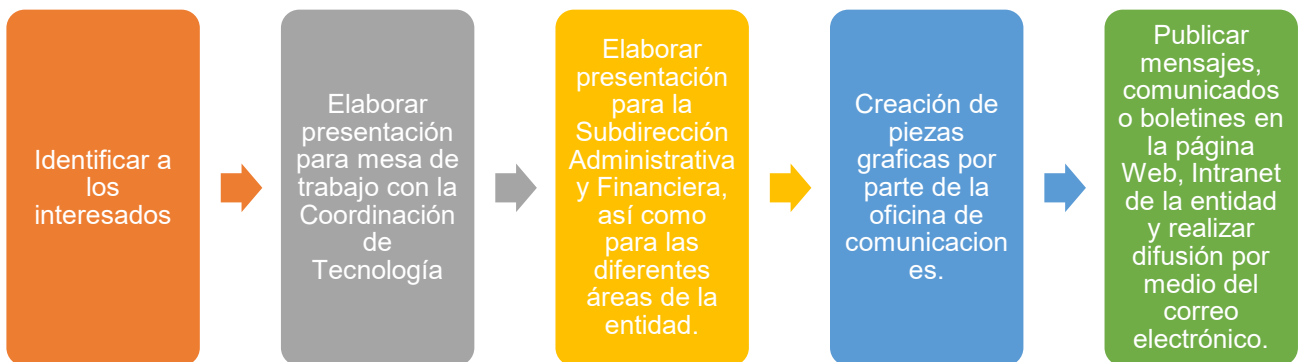 Identificar a
los
interesados
Elaborar
presentación
para mesa de
trabajo con la
Coordinación
de
Tecnología
Elaborar
presentación
para la
Subdirección
Administrativa
y Financiera,
así como
para las
diferentes
áreas de la
entidad.
Creación de
piezas
graficas por
parte de la
oficina de
comunicacion
es.
Publicar
mensajes,
comunicados
o boletines en
la página
Web, Intranet
de la entidad
y realizar
difusión por
medio del
correo
electrónico.